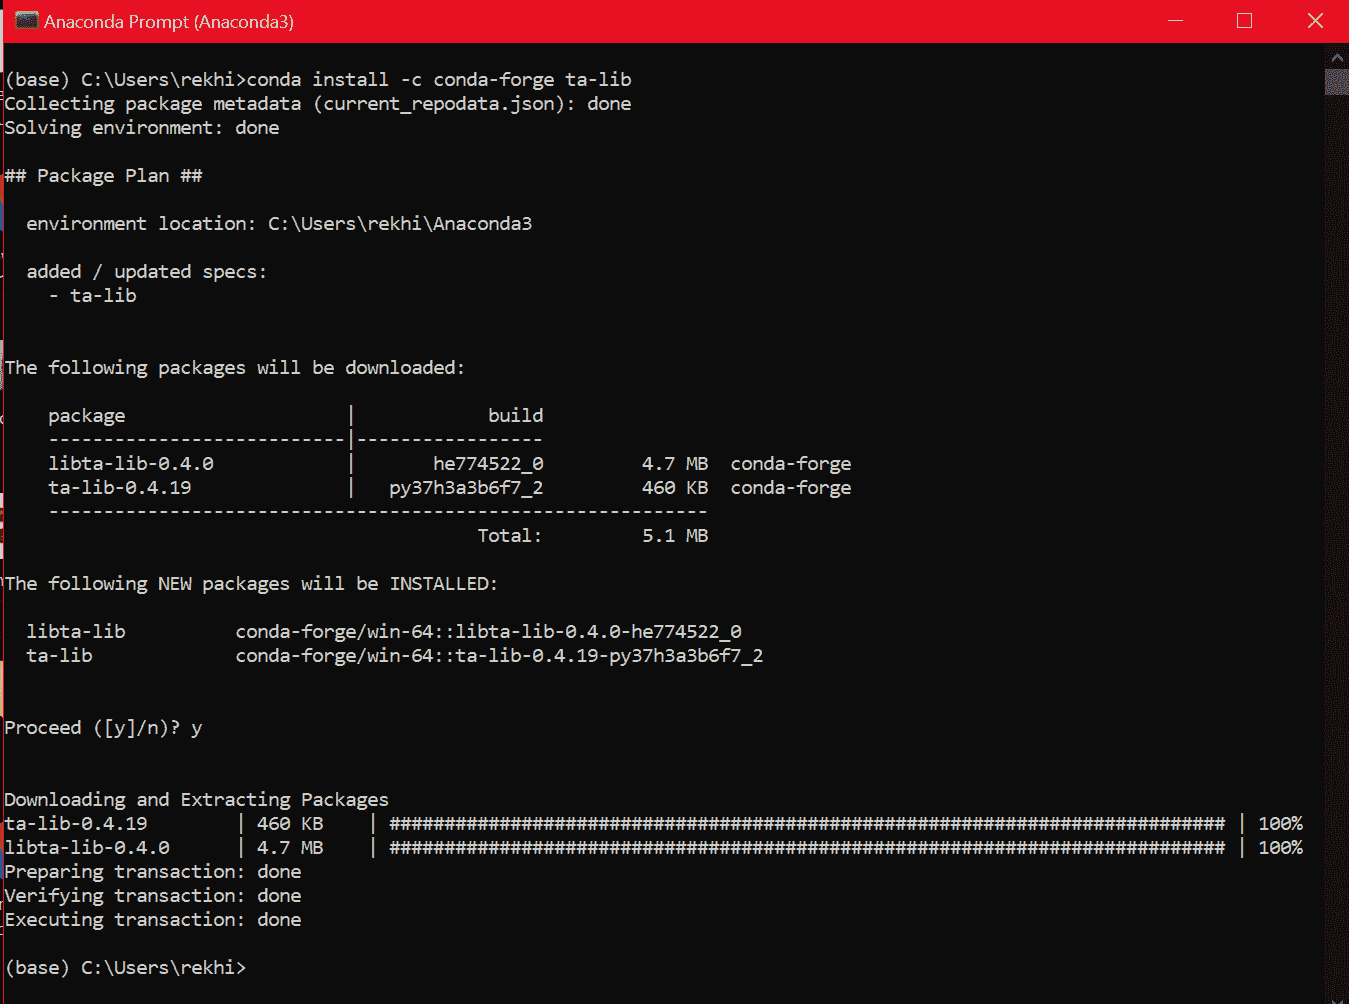 Anaconda Prompt (Anaconda3)
(base) C:\Users\rekhi>conda install -c conda-forge ta-lib
Collecting package metadata (current_repodata.json): done
Solving environment: done
## Package Plan ##
environment location: C:\Users\rekhi\Anaconda3
added / updated specs:
- ta-lib
The following packages will be downloaded:
package | build
---------------------------|-----------------
libta-lib-0.4.0 | he774522_0 4.7 MB conda-forge
ta-lib-0.4.19 | py37h3a3b6f7_2 460 KB conda-forge
------------------------------------------------------------
Total: 5.1 MB
The following NEW packages will be INSTALLED:
libta-lib conda-forge/win-64::libta-lib-0.4.0-he774522_0
ta-lib conda-forge/win-64::ta-lib-0.4.19-py37h3a3b6f7_2
Proceed ([y]/n)? y
Downloading and Extracting Packages
ta-lib-0.4.19 | 460 KB | ############################################################################ | 100%
libta-lib-0.4.0 | 4.7 MB | ############################################################################ | 100%
Preparing transaction: done
Verifying transaction: done
Executing transaction: done
(base) C:\Users\rekhi>